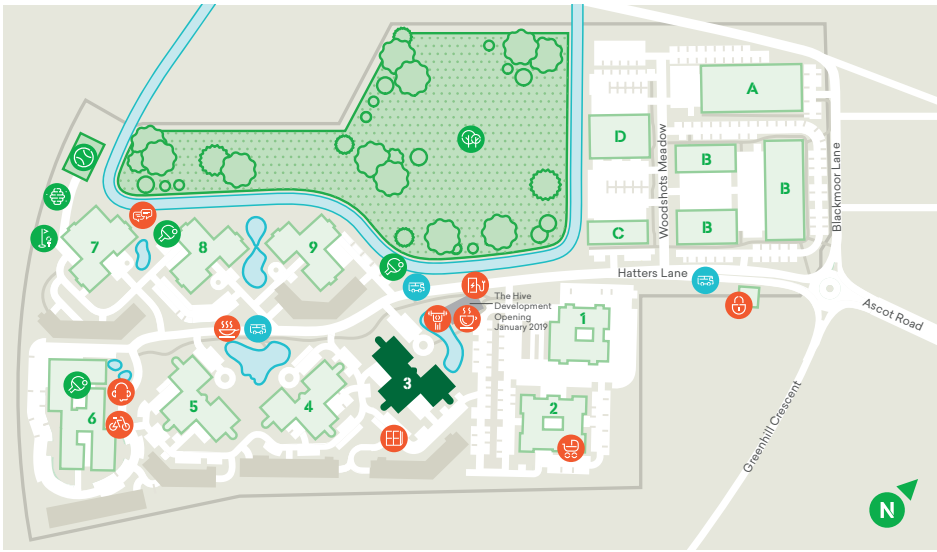 A
D
B
B
B
C
Woodshots Meadow
Blackmoor Lane
7
8
9
Hatters Lane
The Hive
Development
Opening
January 2019
Ascot Road
1
3
5
4
2
6
Greenhill Crescent
N